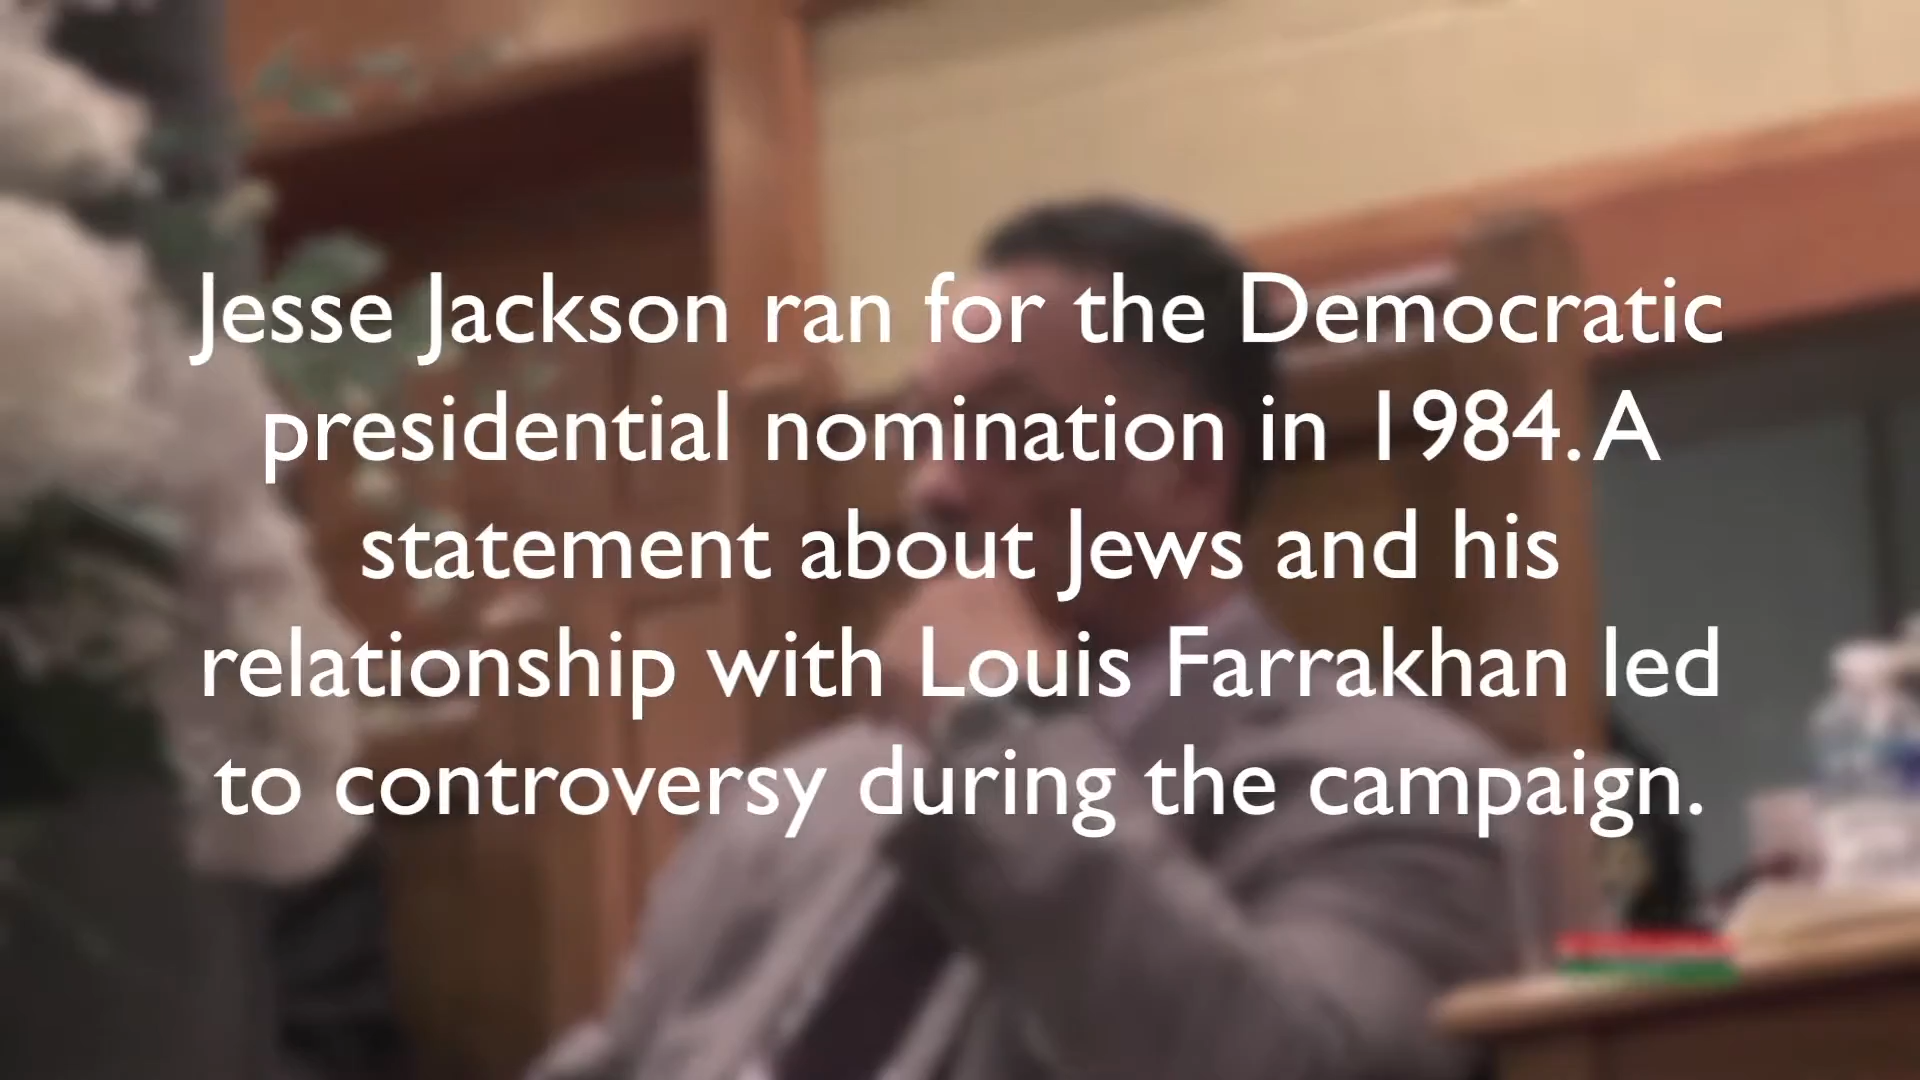 Jesse Jackson ran for the Democratic
presidential nomination in 1984. A
statement about Jews and his
relationship with Louis Farrakhan led
to controversy during the campaign.